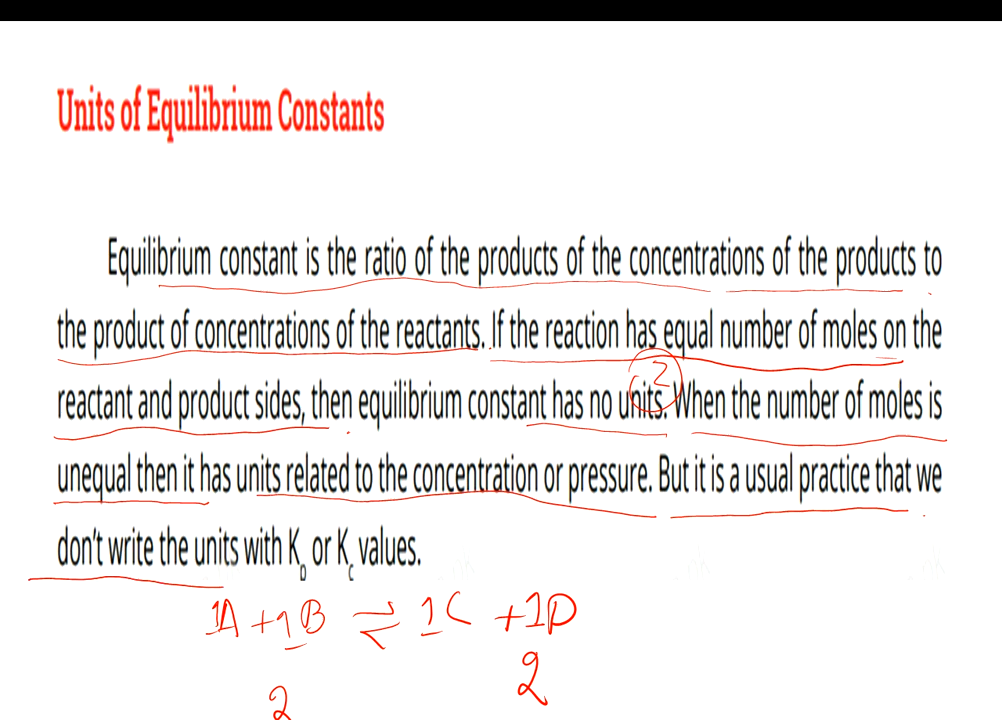 Units of Equilibrium Constants
Equilibrium constant is the ratio of the products of the concentrations of the products to
the product of concentrations of the reactants. If the reaction has equal number of moles on the
reactant and product sides, then equilibrium constant has no units. When the number of moles is
2
unequal then it has units related to the concentration or pressure. But it is a usual practice that we
don't write the units with Kp or Kc values.
1A + 1B ⇌ 1C + 1D
2 2